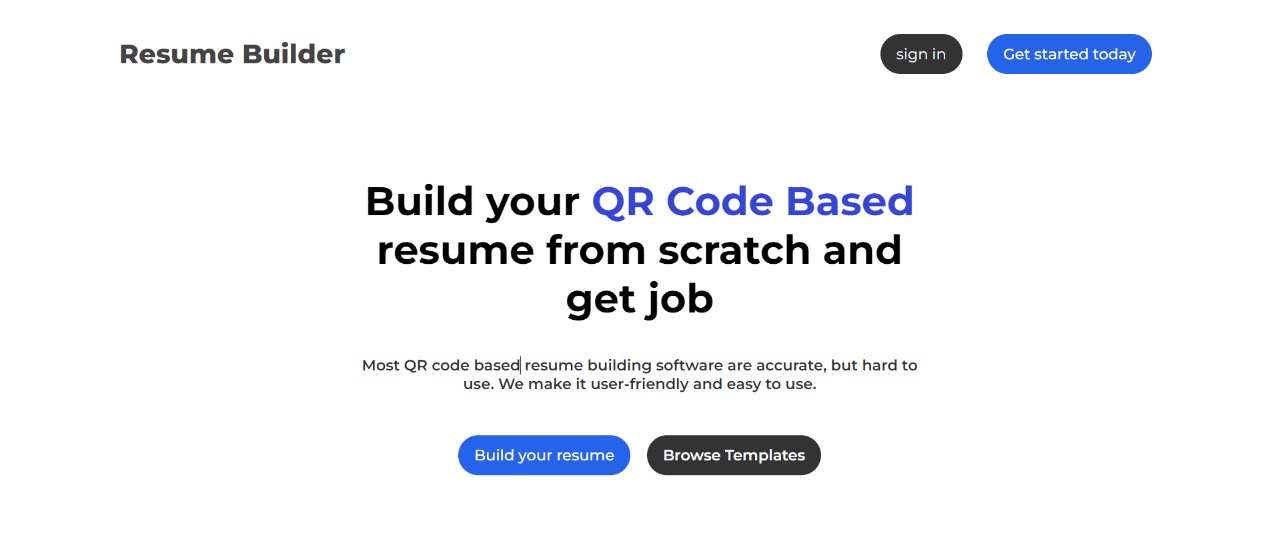 Resume Builder
sign in
Get started today
Build your QR Code Based
resume from scratch and
get job
Most QR code based resume building software are accurate, but hard to
use. We make it user-friendly and easy to use.
Build your resume
Browse Templates